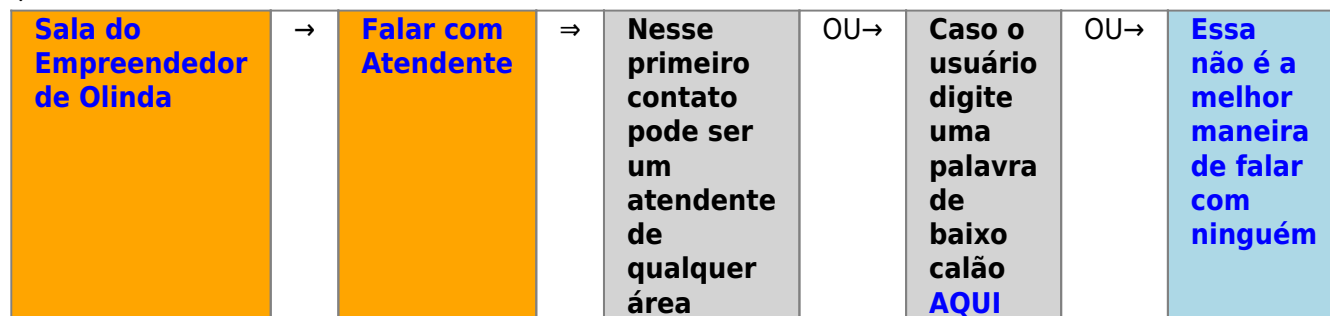 Sala do
Empreendedor
de Olinda
→
Falar com
Atendente
⇒
Nesse
primeiro
contato
pode ser
um
atendente
de
qualquer
área
OU→
Caso o
usuário
digite
uma
palavra
de
baixo
calão
AQUI
OU→
Essa
não é a
melhor
maneira
de falar
com
ninguém